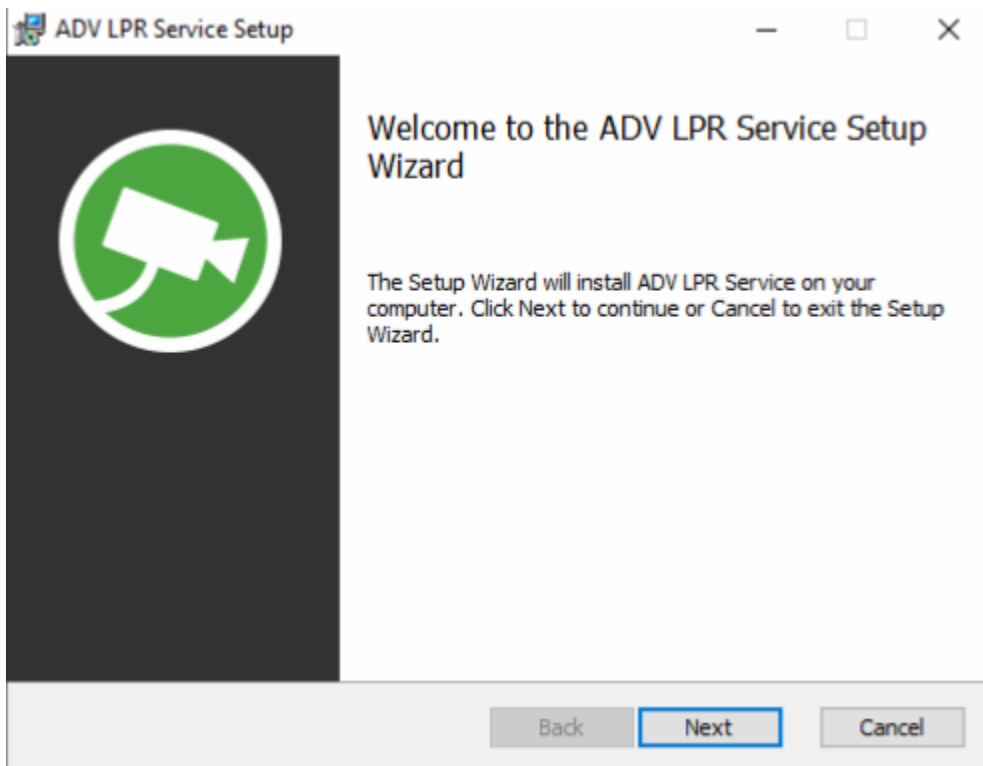 ADV LPR Service Setup
Welcome to the ADV LPR Service Setup
Wizard
The Setup Wizard will install ADV LPR Service on your
computer. Click Next to continue or Cancel to exit the Setup
Wizard.
Back Next Cancel